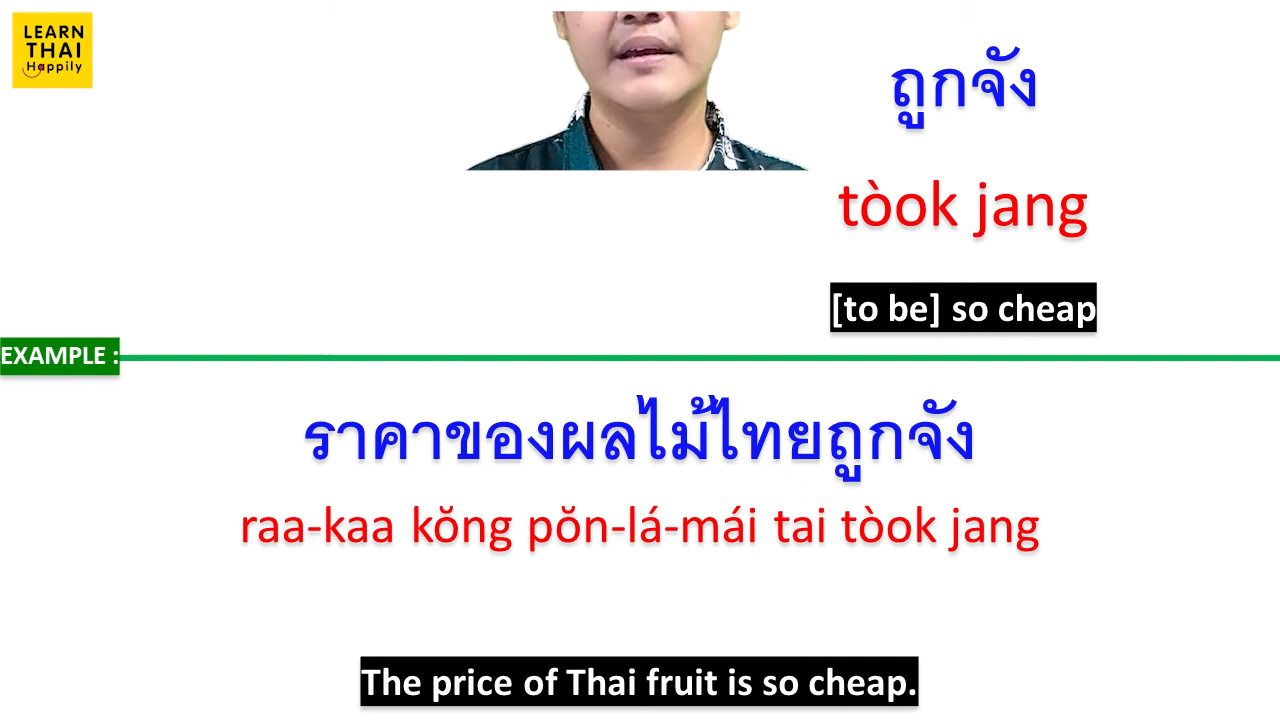 LEARN
THAI
Happily
ถูกจัง
tòok jang
[to be] so cheap
EXAMPLE :
ราคาของผลไม้ไทยถูกจัง
raa-kaa kŏng pŏn-lá-mái tai tòok jang
The price of Thai fruit is so cheap.